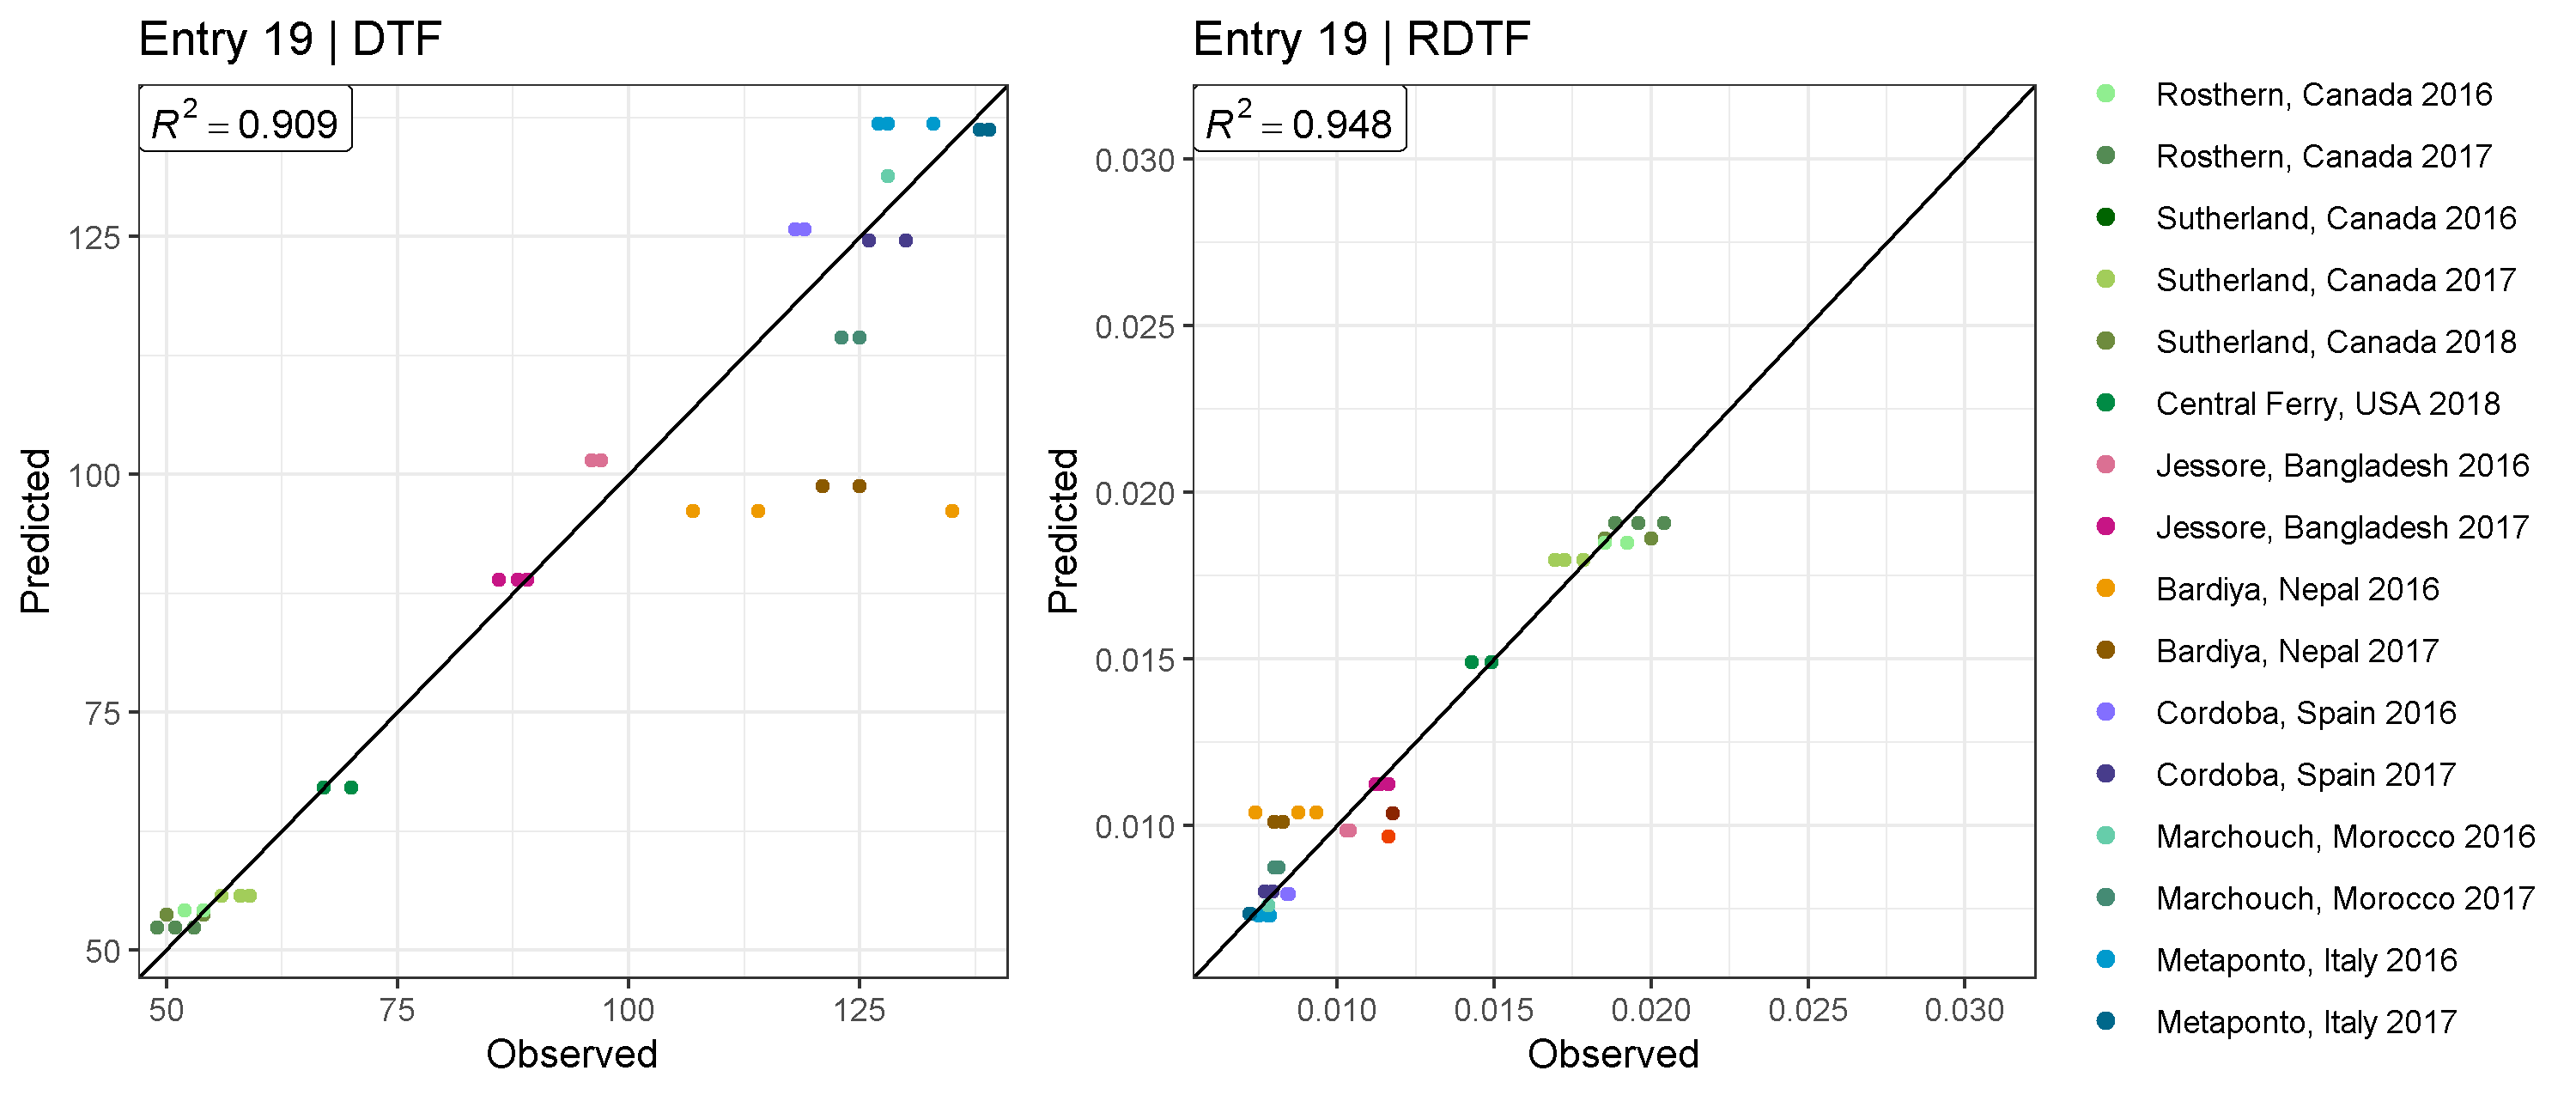 Entry 19 | DTF
R² = 0.909
125
100
75
50
50 75 100 125
Observed
Predicted
Entry 19 | RDTF
R² = 0.948
0.030
0.025
0.020
0.015
0.010
0.010 0.015 0.020 0.025 0.030
Observed
Predicted
Rosthern, Canada 2016
Rosthern, Canada 2017
Sutherland, Canada 2016
Sutherland, Canada 2017
Sutherland, Canada 2018
Central Ferry, USA 2018
Jessore, Bangladesh 2016
Jessore, Bangladesh 2017
Bardiya, Nepal 2016
Bardiya, Nepal 2017
Cordoba, Spain 2016
Cordoba, Spain 2017
Marchouch, Morocco 2016
Marchouch, Morocco 2017
Metaponto, Italy 2016
Metaponto, Italy 2017